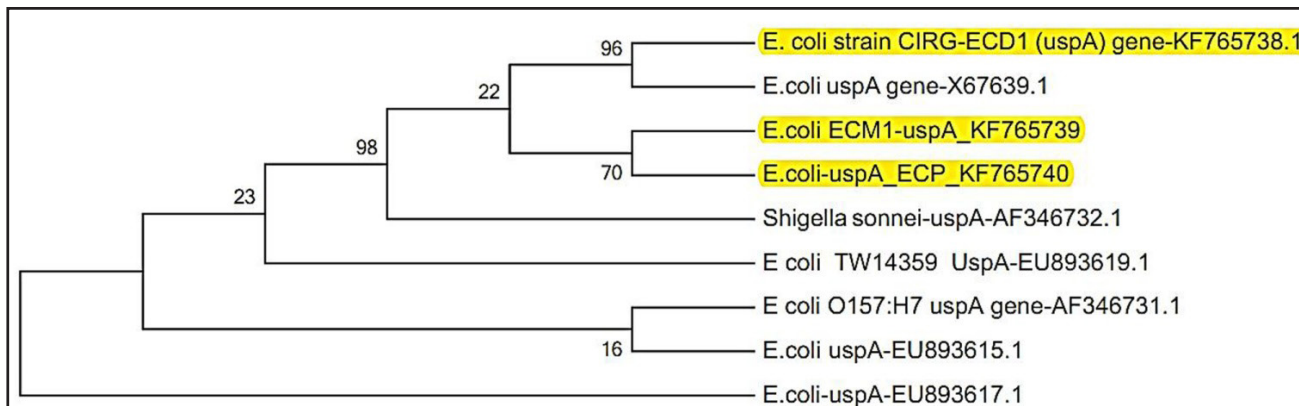 96
E. coli strain CIRG-ECD1 (uspA) gene-KF765738.1
E.coli uspA gene-X67639.1
22
E.coli ECM1-uspA_KF765739
98
70
E.coli-uspA_ECP_KF765740
23
Shigella sonnei-uspA-AF346732.1
E coli TW14359 UspA-EU893619.1
E coli O157:H7 uspA gene-AF346731.1
16
E.coli uspA-EU893615.1
E.coli-uspA-EU893617.1